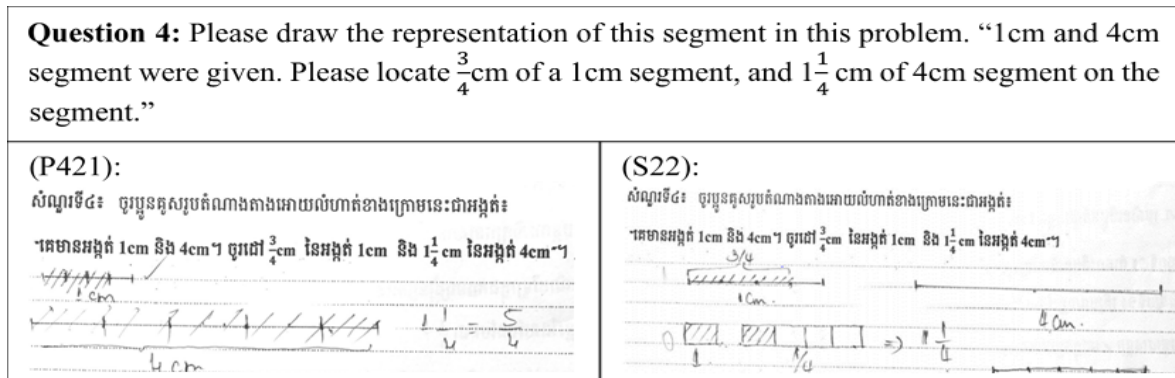 Question 4: Please draw the representation of this segment in this problem. “1cm and 4cm
segment were given. Please locate 3/4cm of a 1cm segment, and 1 1/4 cm of 4cm segment on the
segment.”
(P421):
សំណួរទី៤៖ ចូរប្អូនគូសរូបតំណាងតាងអោយលំហាត់ខាងក្រោមនេះជាអង្កត់៖
“គេមានអង្កត់ 1cm និង 4cm។ ចូរដៅ 3/4cm នៃអង្កត់ 1cm និង 1 1/4cm នៃអង្កត់ 4cm”។
1 cm
1 1/4 = 5/4
4 cm
(S22):
សំណួរទី៤៖ ចូរប្អូនគូសរូបតំណាងតាងអោយលំហាត់ខាងក្រោមនេះជាអង្កត់៖
“គេមានអង្កត់ 1cm និង 4cm។ ចូរដៅ 3/4cm នៃអង្កត់ 1cm និង 1 1/4cm នៃអង្កត់ 4cm”។
3/4
1cm.
4cm.
1 1/4 => 1 1/4